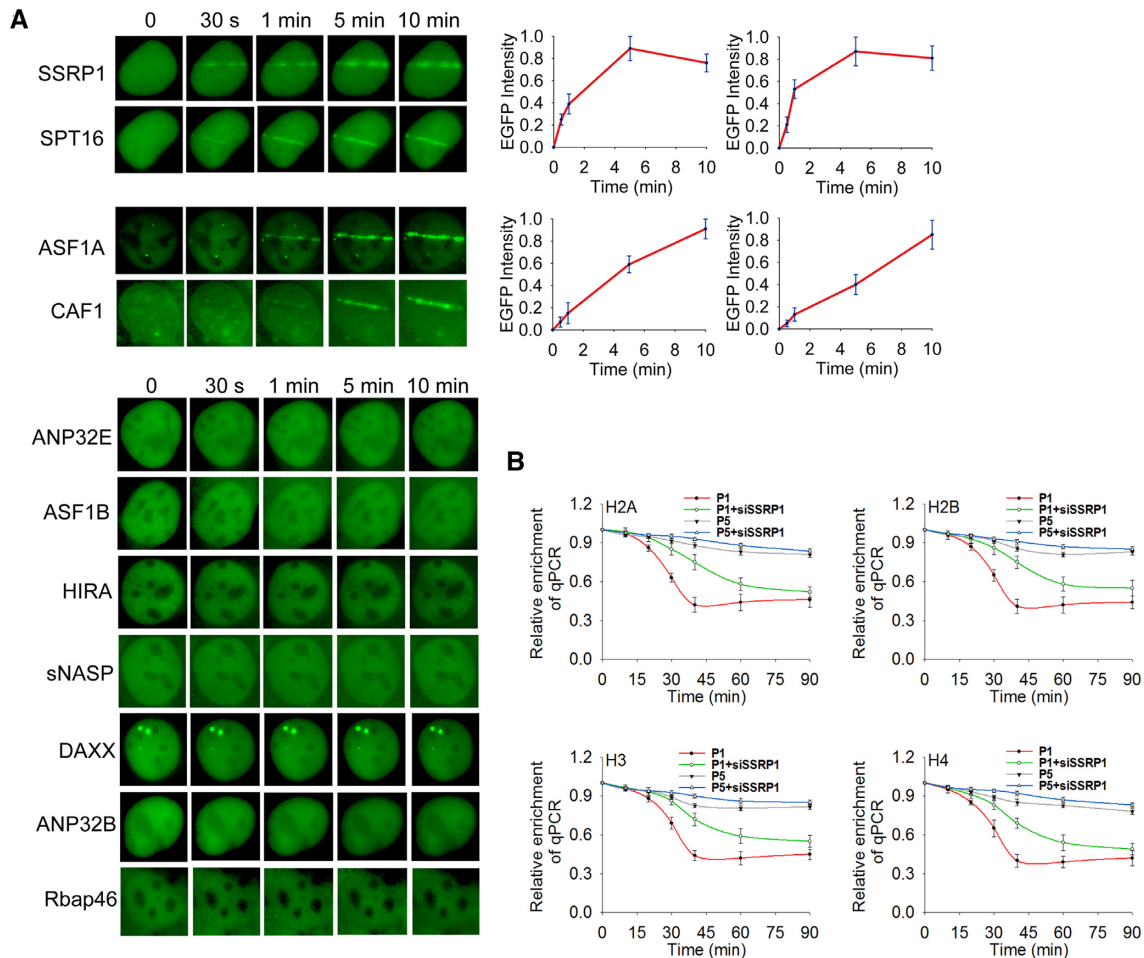 A
0 30 s 1 min 5 min 10 min
SSRP1
SPT16
ASF1A
CAF1
EGFP Intensity
1.0
0.8
0.6
0.4
0.2
0.0
0 2 4 6 8 10
Time (min)
EGFP Intensity
1.0
0.8
0.6
0.4
0.2
0.0
0 2 4 6 8 10
Time (min)
EGFP Intensity
1.0
0.8
0.6
0.4
0.2
0.0
0 2 4 6 8 10
Time (min)
EGFP Intensity
1.0
0.8
0.6
0.4
0.2
0.0
0 2 4 6 8 10
Time (min)
0 30 s 1 min 5 min 10 min
ANP32E
ASF1B
HIRA
sNASP
DAXX
ANP32B
Rbap46
B
H2A
P1
P1+siSSRP1
P5
P5+siSSRP1
Relative enrichment
of qPCR
1.2
0.9
0.6
0.3
0.0
0 15 30 45 60 75 90
Time (min)
H2B
P1
P1+siSSRP1
P5
P5+siSSRP1
Relative enrichment
of qPCR
1.2
0.9
0.6
0.3
0.0
0 15 30 45 60 75 90
Time (min)
H3
P1
P1+siSSRP1
P5
P5+siSSRP1
Relative enrichment
of qPCR
1.2
0.9
0.6
0.3
0.0
0 15 30 45 60 75 90
Time (min)
H4
P1
P1+siSSRP1
P5
P5+siSSRP1
Relative enrichment
of qPCR
1.2
0.9
0.6
0.3
0.0
0 15 30 45 60 75 90
Time (min)